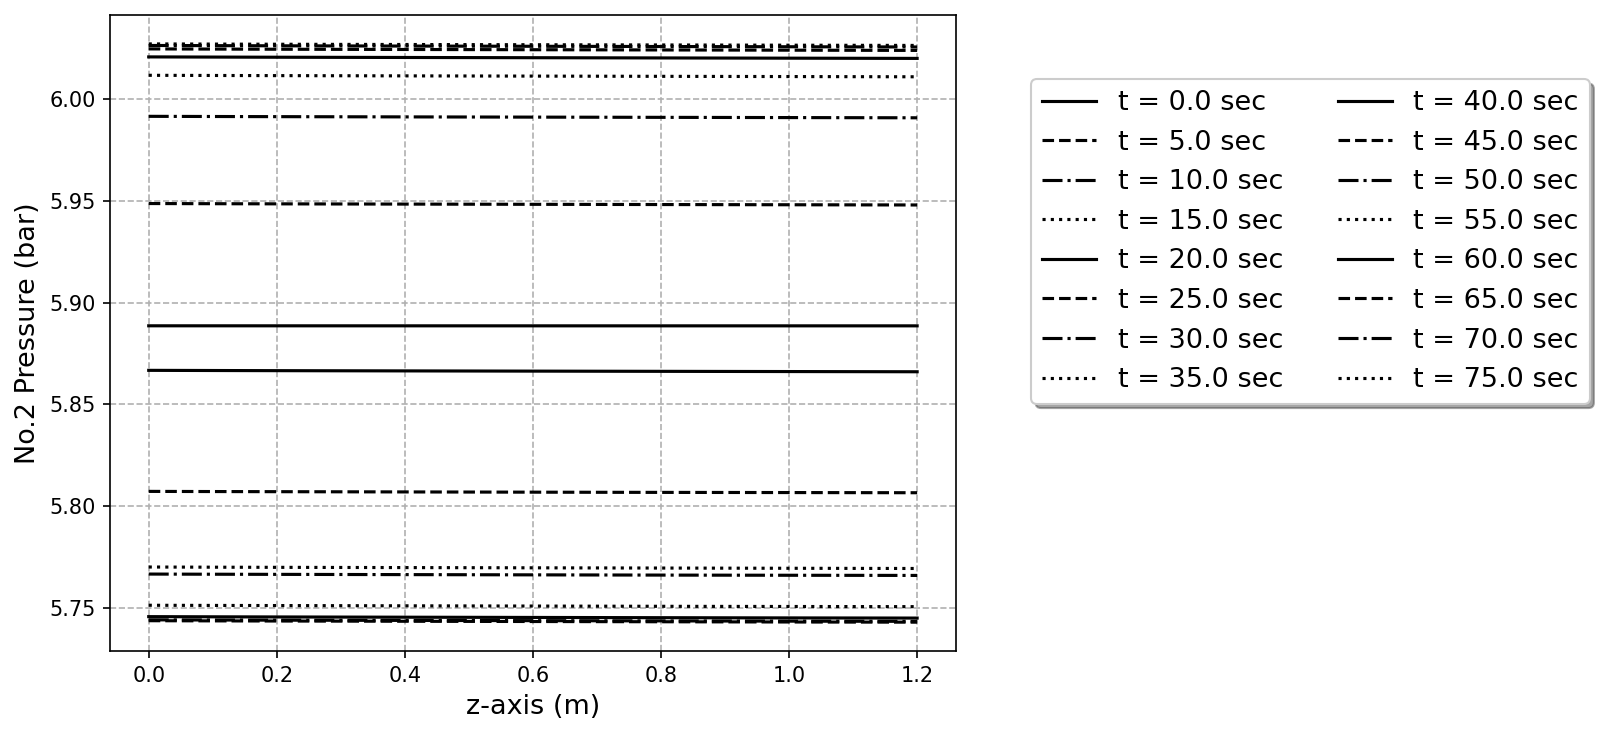 6.00
5.95
5.90
5.85
5.80
5.75
No.2 Pressure (bar)
0.0 0.2 0.4 0.6 0.8 1.0 1.2
z-axis (m)
t = 0.0 sec
t = 5.0 sec
t = 10.0 sec
t = 15.0 sec
t = 20.0 sec
t = 25.0 sec
t = 30.0 sec
t = 35.0 sec
t = 40.0 sec
t = 45.0 sec
t = 50.0 sec
t = 55.0 sec
t = 60.0 sec
t = 65.0 sec
t = 70.0 sec
t = 75.0 sec